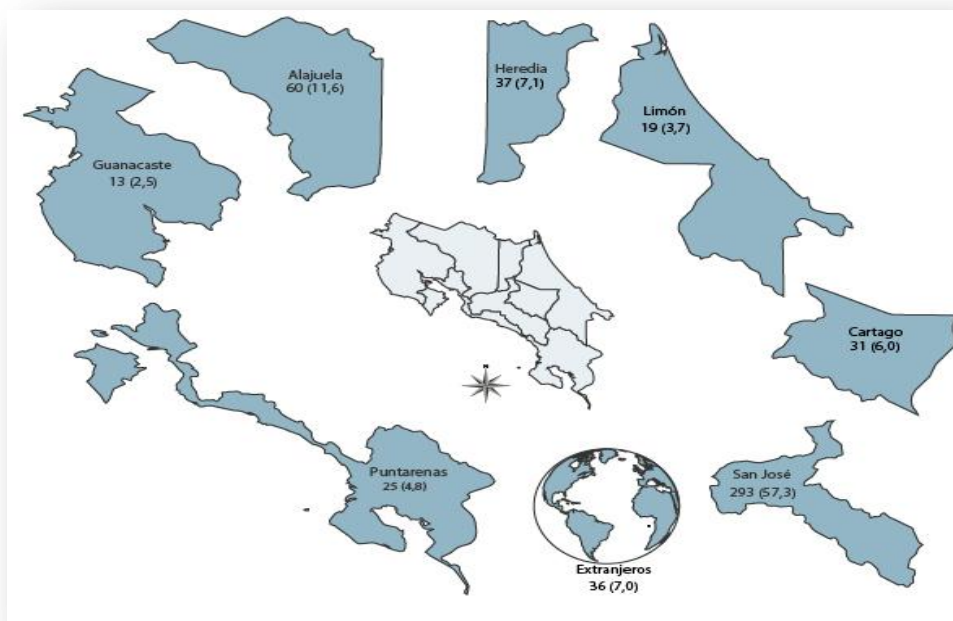 Alajuela
60 (11,6)
Heredia
37 (7,1)
Limón
19 (3,7)
Guanacaste
13 (2,5)
Cartago
31 (6,0)
N
Puntarenas
25 (4,8)
San José
293 (57,3)
Extranjeros
36 (7,0)